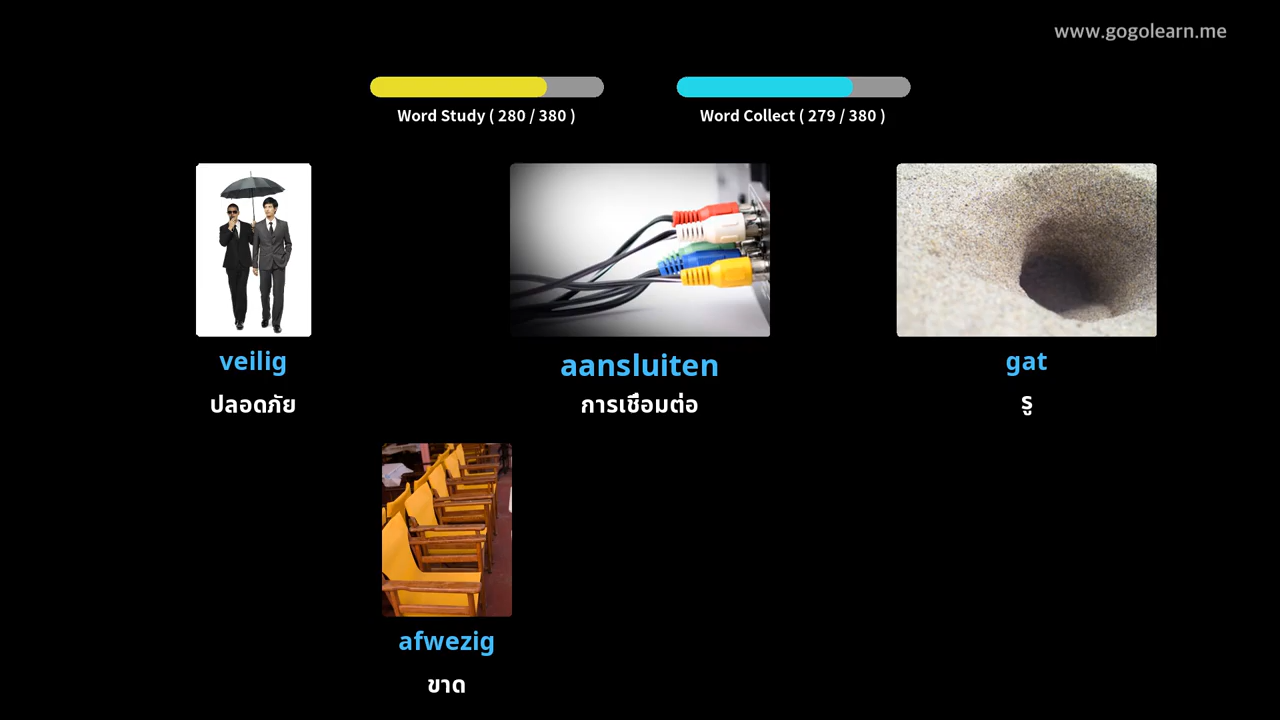 www.gogolearn.me
Word Study ( 280 / 380 )
Word Collect ( 279 / 380 )
veilig
aansluiten
gat
ปลอดภัย
การเชื่อมต่อ
รู
afwezig
ขาด